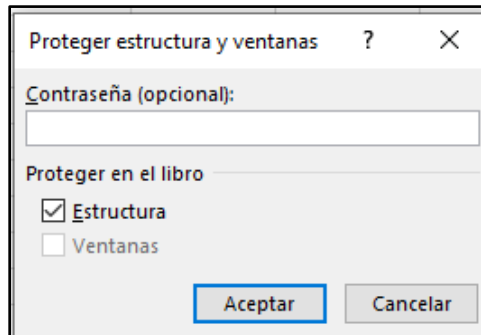 Proteger estructura y ventanas ?
Contraseña (opcional):
Proteger en el libro
Estructura
Ventanas
Aceptar Cancelar